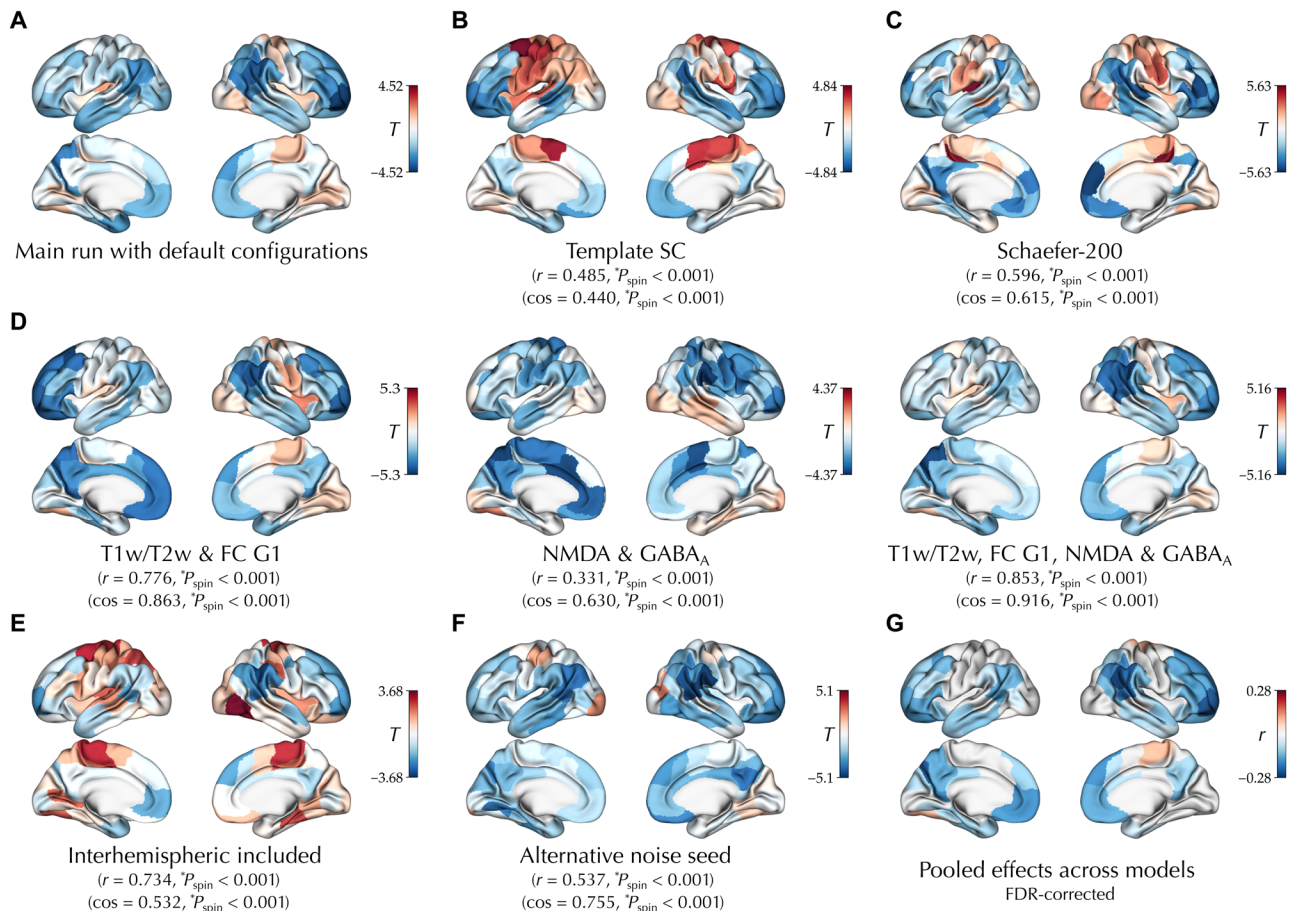 A
B
C
4.52
T
−4.52
4.84
T
−4.84
5.63
T
−5.63
Main run with default configurations
Template SC
(r = 0.485, *Pspin < 0.001)
(cos = 0.440, *Pspin < 0.001)
Schaefer-200
(r = 0.596, *Pspin < 0.001)
(cos = 0.615, *Pspin < 0.001)
D
5.3
T
−5.3
4.37
T
−4.37
5.16
T
−5.16
T1w/T2w & FC G1
(r = 0.776, *Pspin < 0.001)
(cos = 0.863, *Pspin < 0.001)
NMDA & GABAA
(r = 0.331, *Pspin < 0.001)
(cos = 0.630, *Pspin < 0.001)
T1w/T2w, FC G1, NMDA & GABAA
(r = 0.853, *Pspin < 0.001)
(cos = 0.916, *Pspin < 0.001)
E
F
G
3.68
T
−3.68
5.1
T
−5.1
0.28
r
−0.28
Interhemispheric included
(r = 0.734, *Pspin < 0.001)
(cos = 0.532, *Pspin < 0.001)
Alternative noise seed
(r = 0.537, *Pspin < 0.001)
(cos = 0.755, *Pspin < 0.001)
Pooled effects across models
FDR-corrected